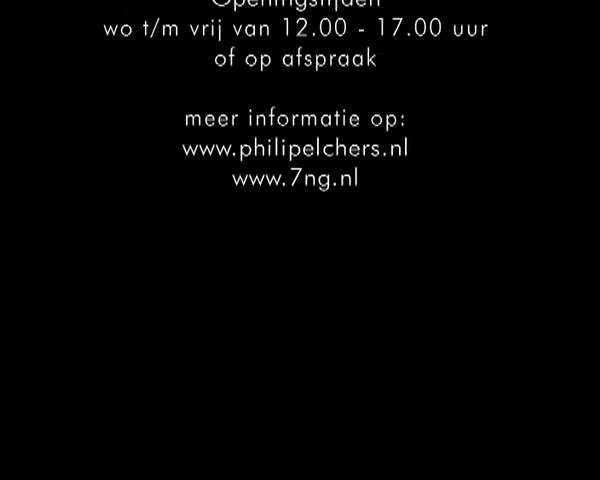 Openingstijden
wo t/m vrij van 12.00 - 17.00 uur
of op afspraak
meer informatie op:
www.philipelchers.nl
www.7ng.nl